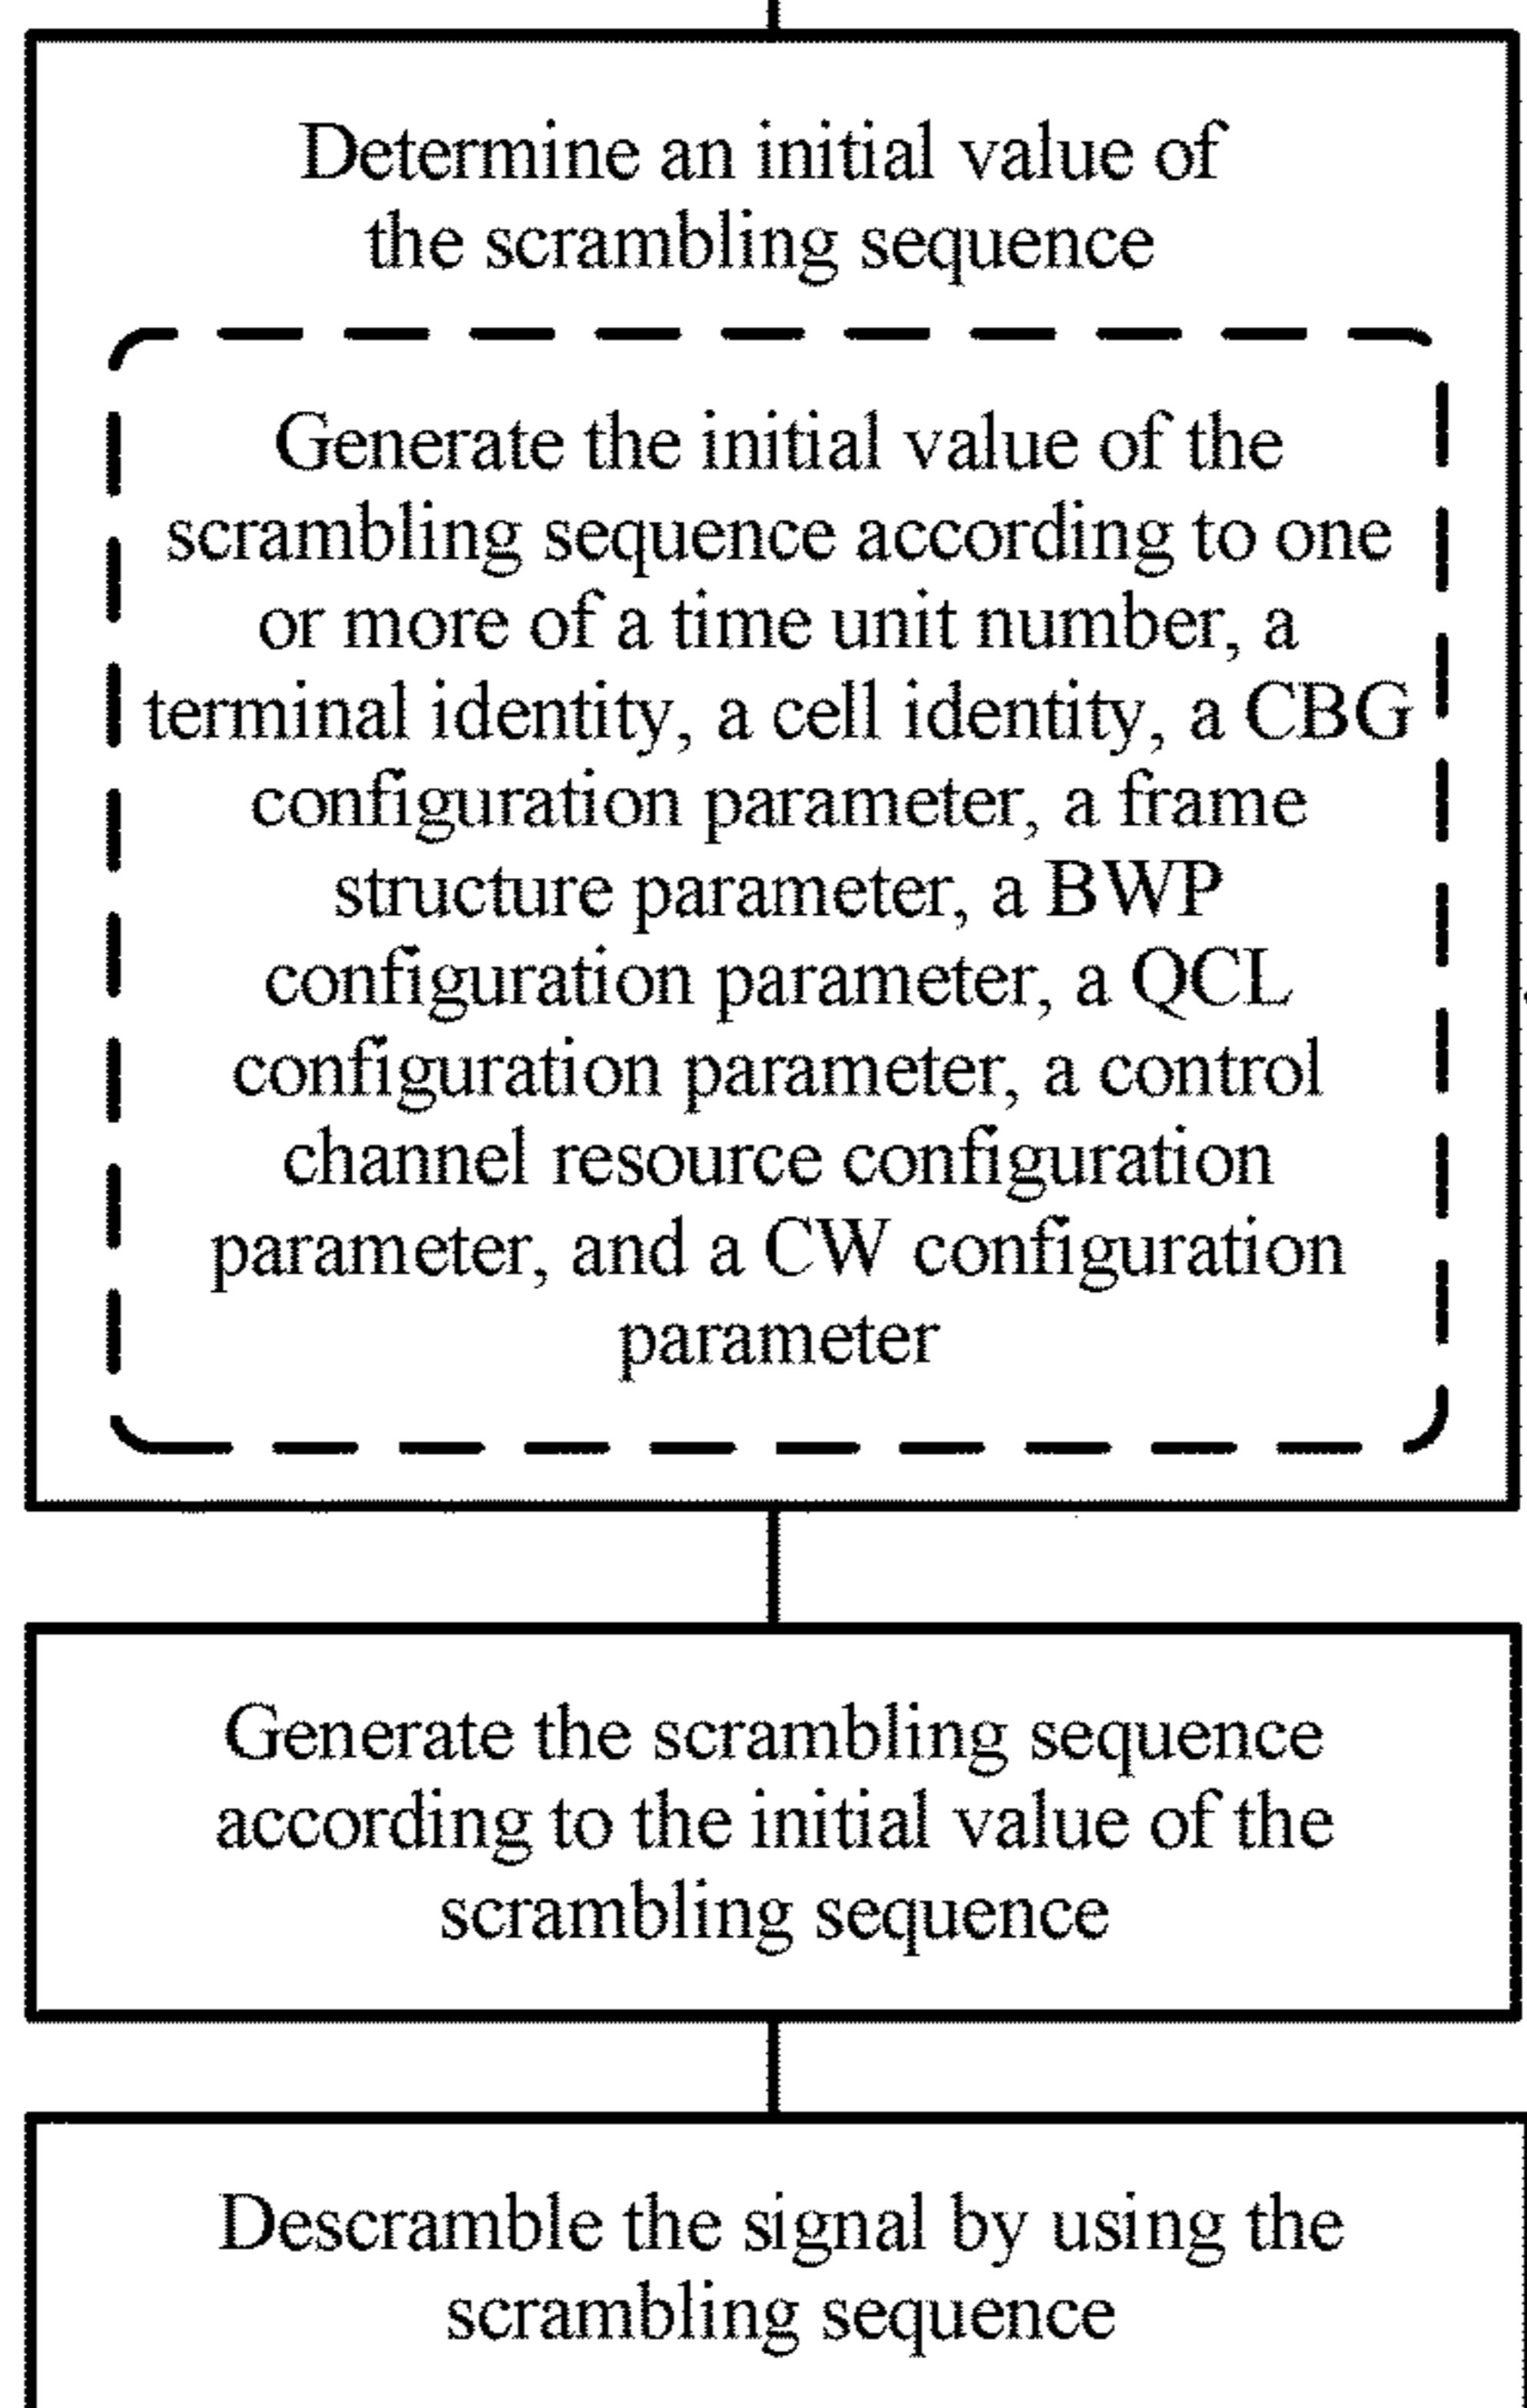 Determine an initial value of
the scrambling sequence
Generate the initial value of the
scrambling sequence according to one
or more of a time unit number, a
terminal identity, a cell identity, a CBG
configuration parameter, a frame
structure parameter, a BWP
configuration parameter, a QCL
configuration parameter, a control
channel resource configuration
parameter, and a CW configuration
parameter
Generate the scrambling sequence
according to the initial value of the
scrambling sequence
Descramble the signal by using the
scrambling sequence